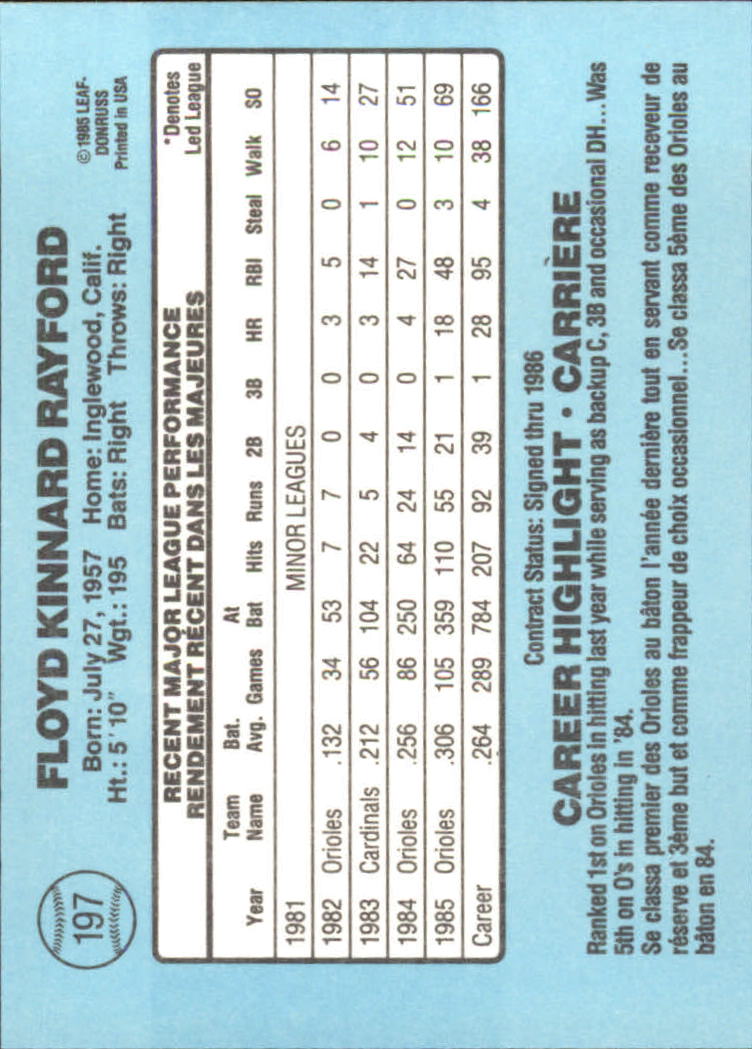 197
FLOYD KINNARD RAYFORD
© 1985 LEAF-
DONRUSS
Printed in USA
Born: July 27, 1957 Home: Inglewood, Calif.
Ht.: 5'10" Wgt.: 195 Bats: Right Throws: Right
RECENT MAJOR LEAGUE PERFORMANCE
RENDEMENT RÉCENT DANS LES MAJEURES
*Denotes
Led League
Team Bat. At
Year Name Avg. Games Bat Hits Runs 2B 3B HR RBI Steal Walk SO
1981 MINOR LEAGUES
1982 Orioles .132 34 53 7 7 0 0 3 5 0 6 14
1983 Cardinals .212 56 104 22 5 4 0 3 14 1 10 27
1984 Orioles .256 86 250 64 24 14 0 4 27 0 12 51
1985 Orioles .306 105 359 110 55 21 1 18 48 3 10 69
Career .264 289 784 207 92 39 1 28 95 4 38 166
Contract Status: Signed thru 1986
CAREER HIGHLIGHT • CARRIÈRE
Ranked 1st on Orioles in hitting last year while serving as backup C, 3B and occasional DH...Was
5th on O's in hitting in '84.
Se classa premier des Orioles au bâton l'année dernière tout en servant comme receveur de
réserve et 3ème but et comme frappeur de choix occasionnel...Se classa 5ème des Orioles au
bâton en 84.